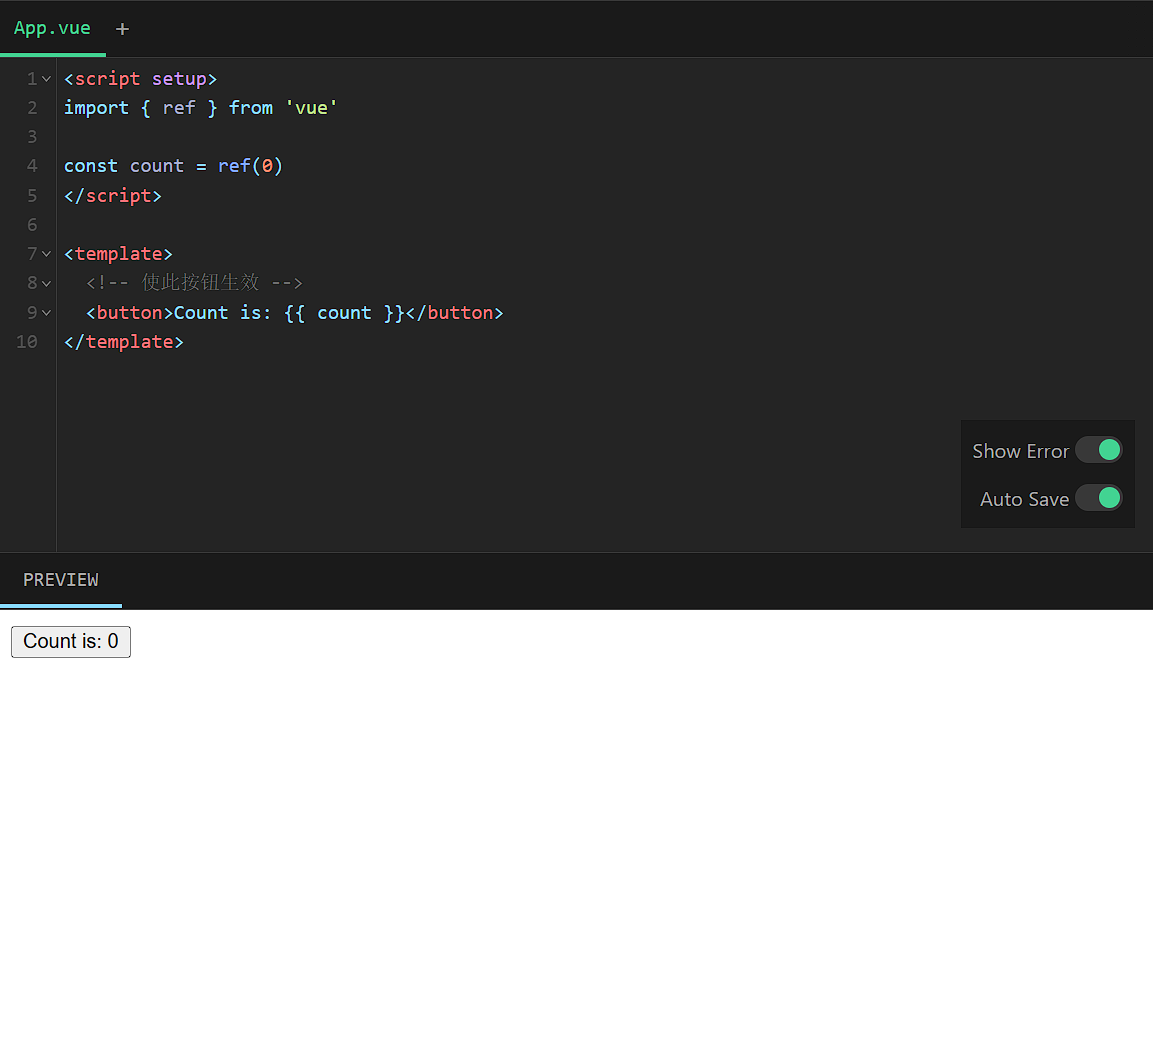 App.vue +
1 <script setup>
2 import { ref } from 'vue'
3
4 const count = ref(0)
5 </script>
6
7 <template>
8   <!-- 使此按钮生效 -->
9   <button>Count is: {{ count }}</button>
10 </template>
Show Error
Auto Save
PREVIEW
Count is: 0